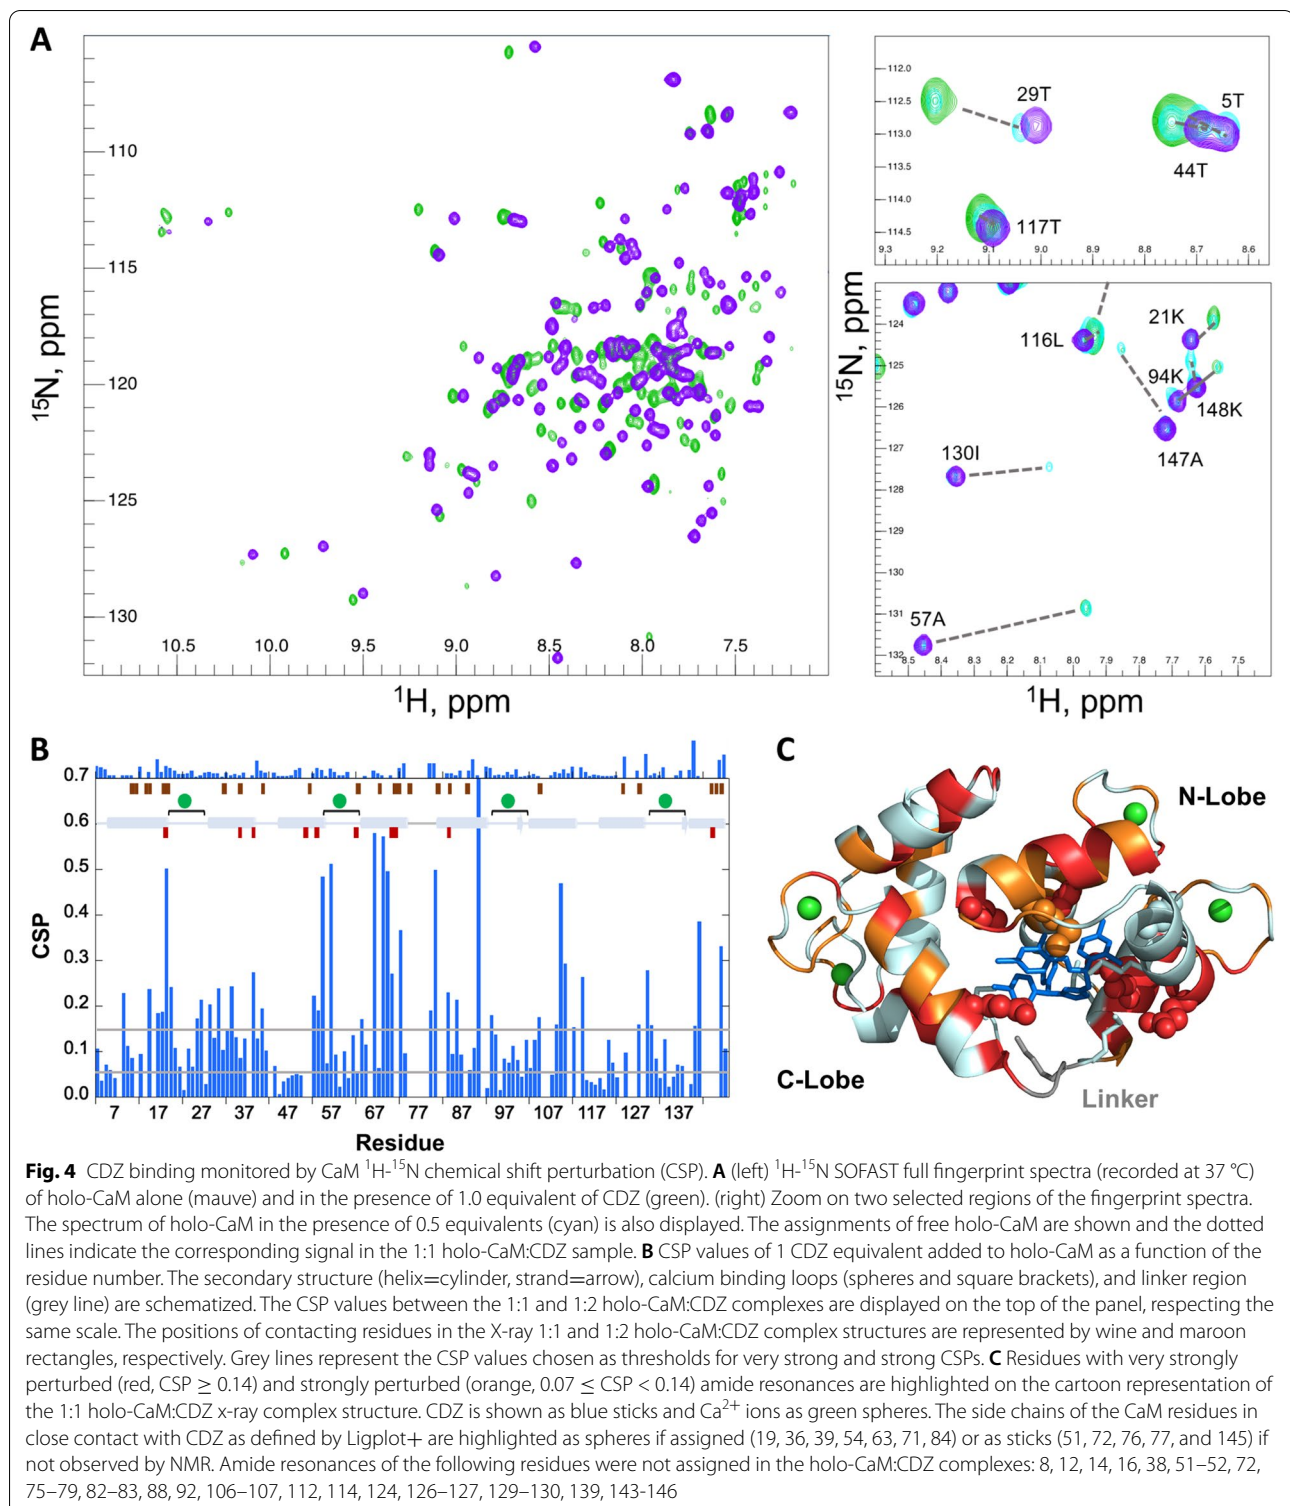 A
110
115
120
125
130
15N, ppm
10.5 10.0 9.5 9.0 8.5 8.0 7.5
1H, ppm
112.0
112.5
113.0
113.5
114.0
114.5
29T
5T
44T
117T
9.3 9.2 9.1 9.0 8.9 8.8 8.7 8.6
15N, ppm
124
125
126
127
128
129
130
131
132
116L
21K
94K
148K
147A
130I
57A
8.5 8.4 8.3 8.2 8.1 8.0 7.9 7.8 7.7 7.6 7.5
1H, ppm
B
0.7
0.6
0.5
0.4
0.3
0.2
0.1
0.0
CSP
7 17 27 37 47 57 67 77 87 97 107 117 127 137
Residue
C
N-Lobe
C-Lobe
Linker
Fig. 4 CDZ binding monitored by CaM 1H-15N chemical shift perturbation (CSP). A (left) 1H-15N SOFAST full fingerprint spectra (recorded at 37 °C)
of holo-CaM alone (mauve) and in the presence of 1.0 equivalent of CDZ (green). (right) Zoom on two selected regions of the fingerprint spectra.
The spectrum of holo-CaM in the presence of 0.5 equivalents (cyan) is also displayed. The assignments of free holo-CaM are shown and the dotted
lines indicate the corresponding signal in the 1:1 holo-CaM:CDZ sample. B CSP values of 1 CDZ equivalent added to holo-CaM as a function of the
residue number. The secondary structure (helix=cylinder, strand=arrow), calcium binding loops (spheres and square brackets), and linker region
(grey line) are schematized. The CSP values between the 1:1 and 1:2 holo-CaM:CDZ complexes are displayed on the top of the panel, respecting the
same scale. The positions of contacting residues in the X-ray 1:1 and 1:2 holo-CaM:CDZ complex structures are represented by wine and maroon
rectangles, respectively. Grey lines represent the CSP values chosen as thresholds for very strong and strong CSPs. C Residues with very strongly
perturbed (red, CSP ≥ 0.14) and strongly perturbed (orange, 0.07 ≤ CSP < 0.14) amide resonances are highlighted on the cartoon representation of
the 1:1 holo-CaM:CDZ x-ray complex structure. CDZ is shown as blue sticks and Ca2+ ions as green spheres. The side chains of the CaM residues in
close contact with CDZ as defined by Ligplot+ are highlighted as spheres if assigned (19, 36, 39, 54, 63, 71, 84) or as sticks (51, 72, 76, 77, and 145) if
not observed by NMR. Amide resonances of the following residues were not assigned in the holo-CaM:CDZ complexes: 8, 12, 14, 16, 38, 51–52, 72,
75–79, 82–83, 88, 92, 106–107, 112, 114, 124, 126–127, 129–130, 139, 143-146